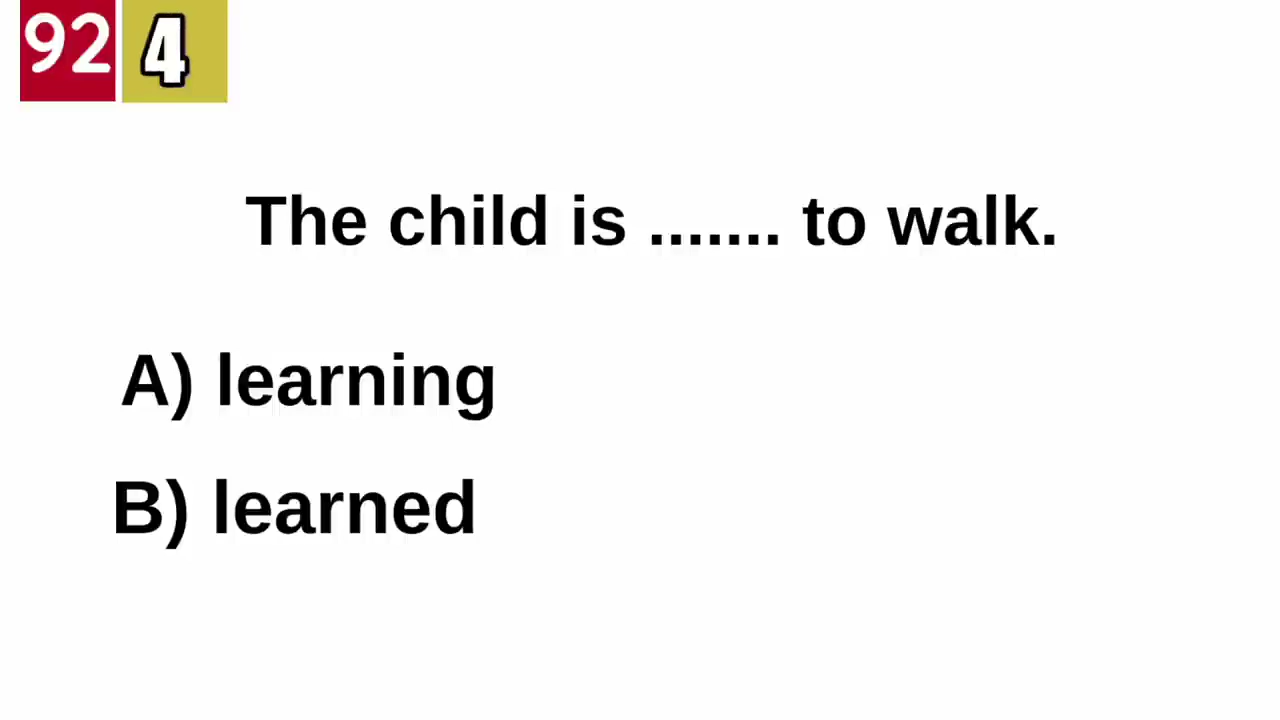 92 4
The child is ....... to walk.
A) learning
B) learned